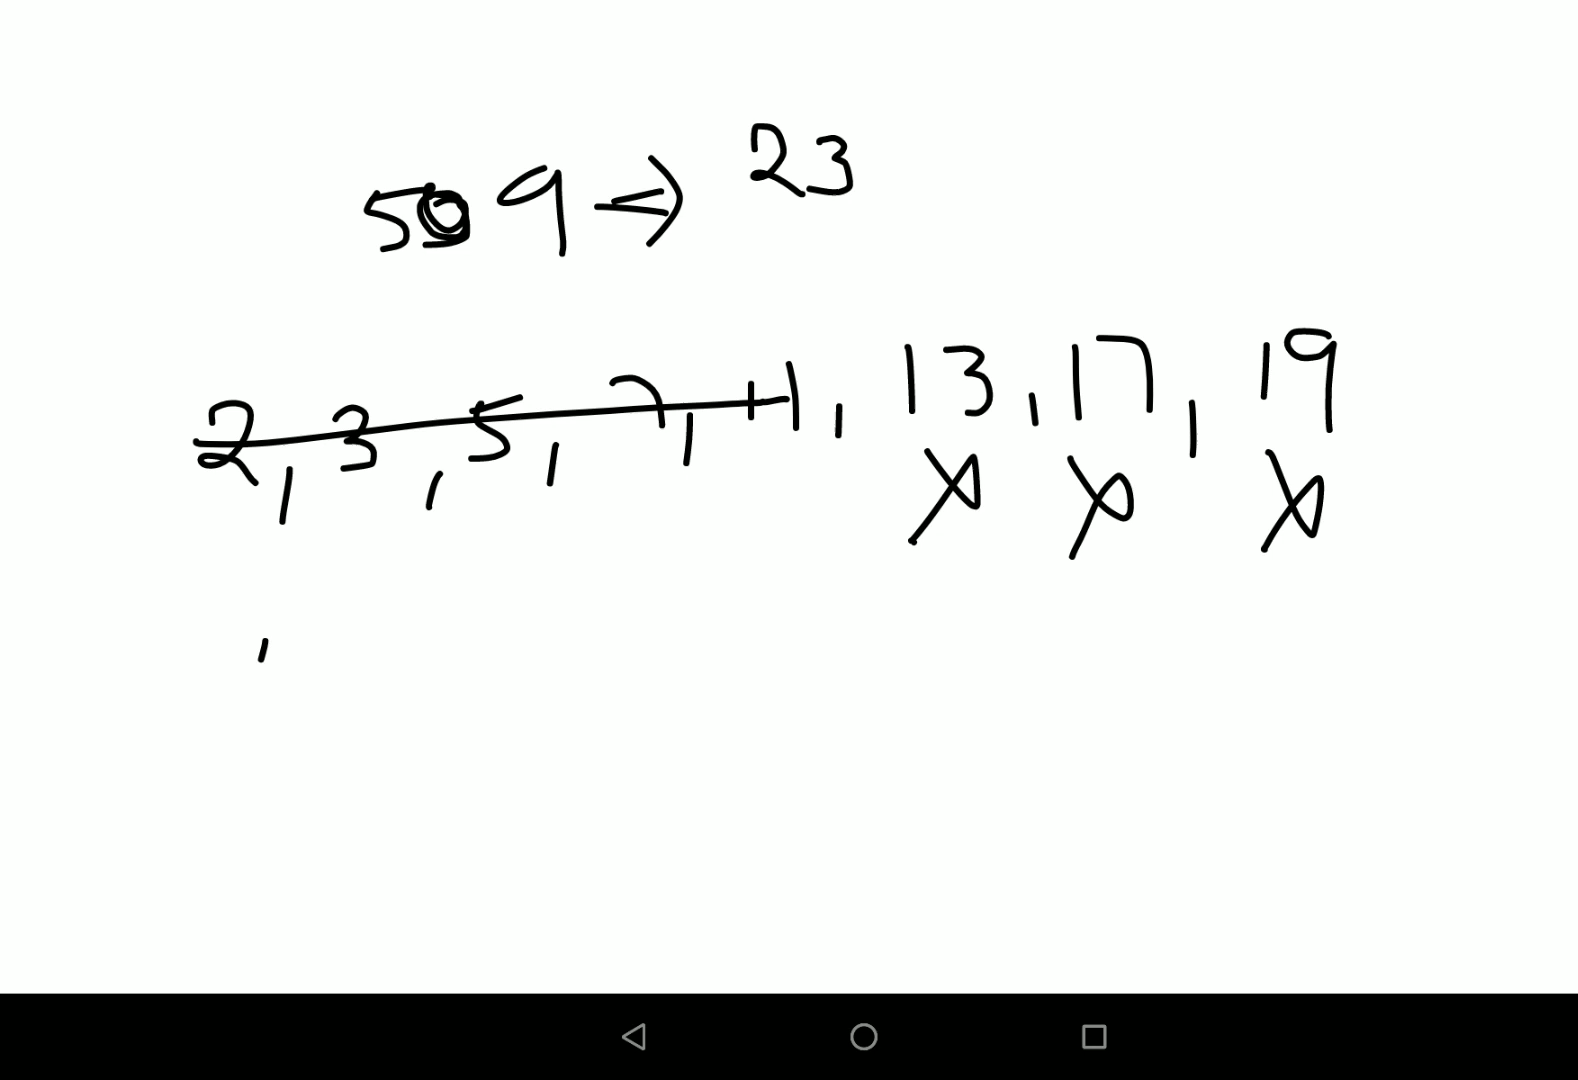 509 => 23
2, 3, 5, 7, 11, 13, 17, 19
x x x
,